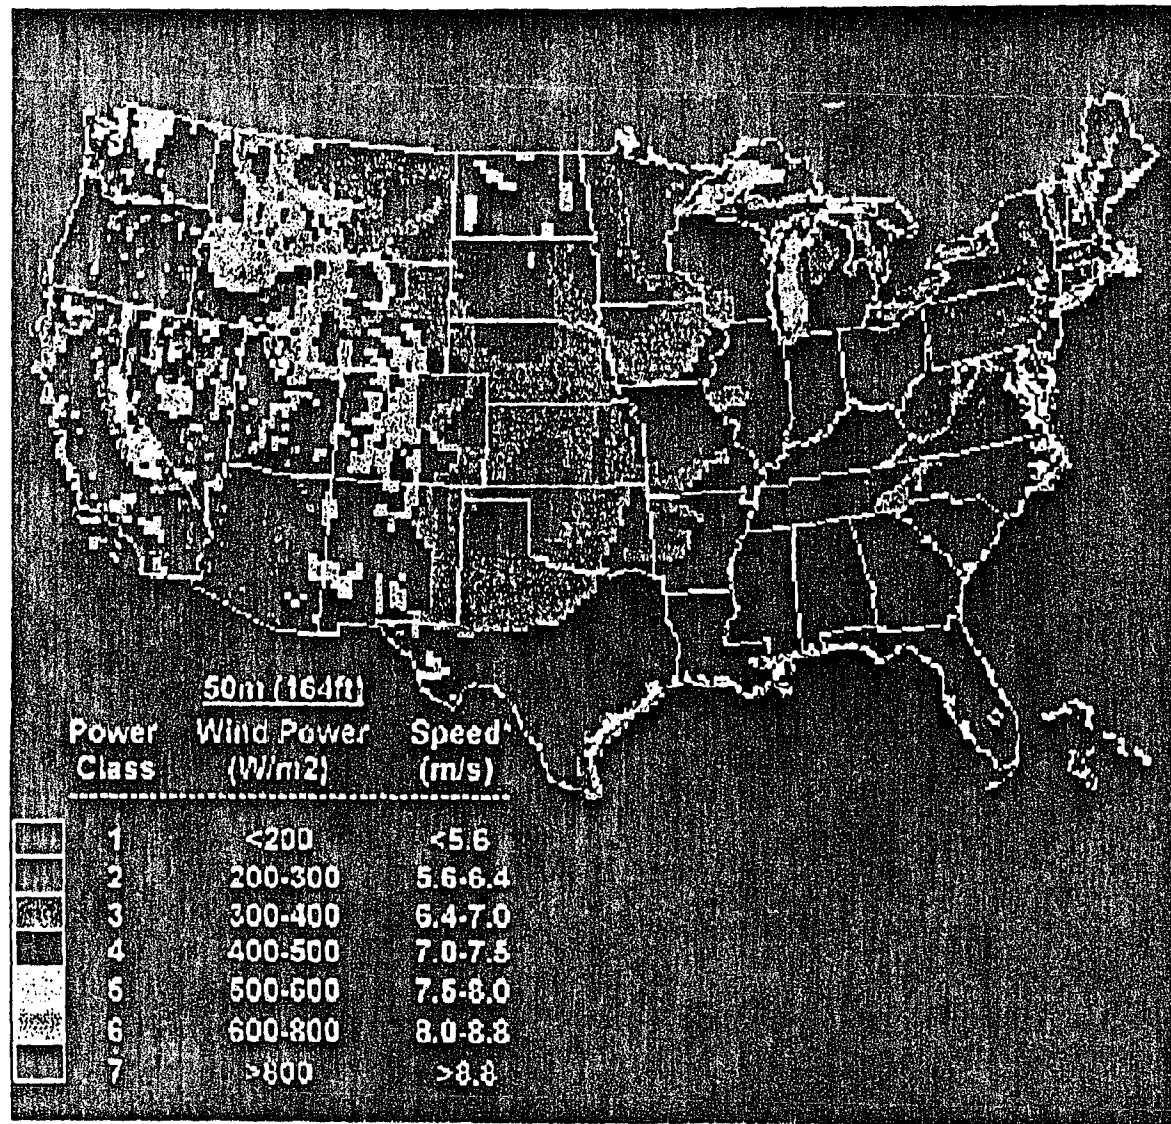 50m (164ft)
Power Wind Power Speed*
Class (W/m2) (m/s)
1 <200 <5.6
2 200-300 5.6-6.4
3 300-400 6.4-7.0
4 400-500 7.0-7.5
5 500-600 7.5-8.0
6 600-800 8.0-8.8
7 >800 >8.8